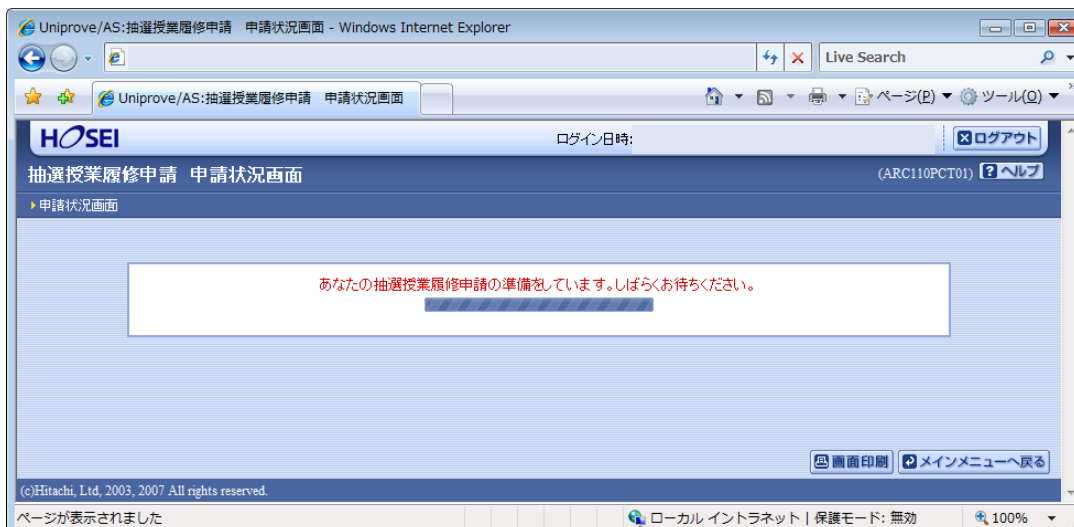 Uniprove/AS:抽選授業履修申請　申請状況画面 - Windows Internet Explorer
Live Search
Uniprove/AS:抽選授業履修申請　申請状況画面
ページ(P) ツール(O)
HOSEI ログイン日時: ログアウト
抽選授業履修申請　申請状況画面 (ARC110PCT01) ? ヘルプ
申請状況画面
あなたの抽選授業履修申請の準備をしています。しばらくお待ちください。
画面印刷 メインメニューへ戻る
(c)Hitachi, Ltd, 2003, 2007 All rights reserved.
ページが表示されました ローカル イントラネット | 保護モード: 無効 100%